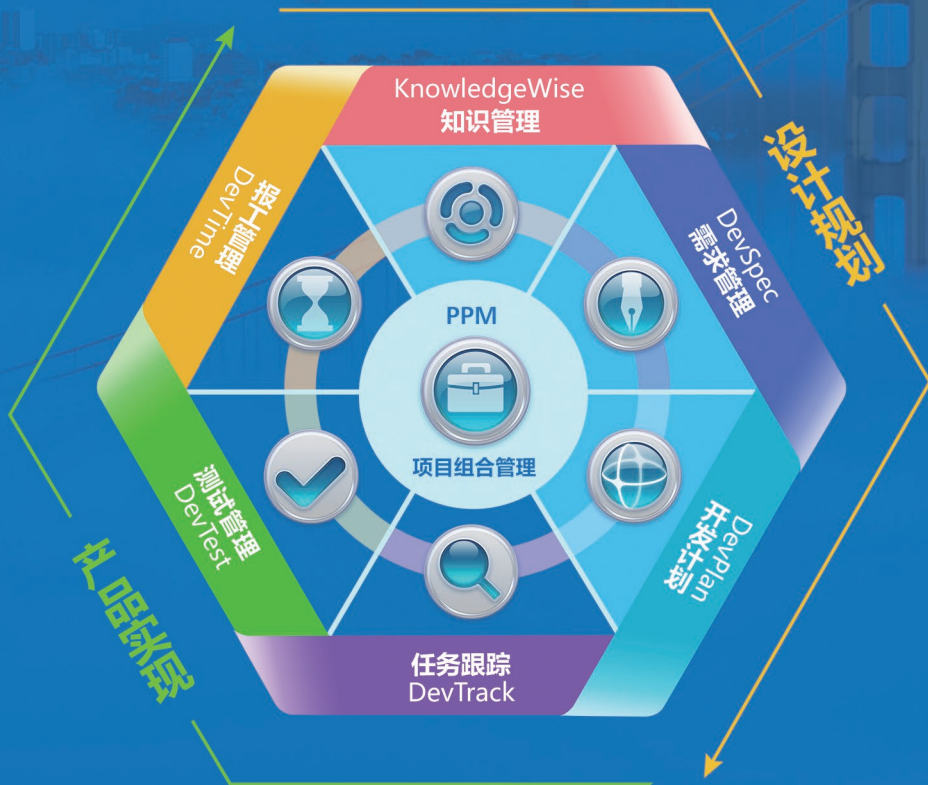 KnowledgeWise
知识管理
设计规划
DevSpec
需求管理
DevPlan
开发计划
任务跟踪
DevTrack
测试管理
DevTest
产品实现
报工管理
DevTime
PPM
项目组合管理